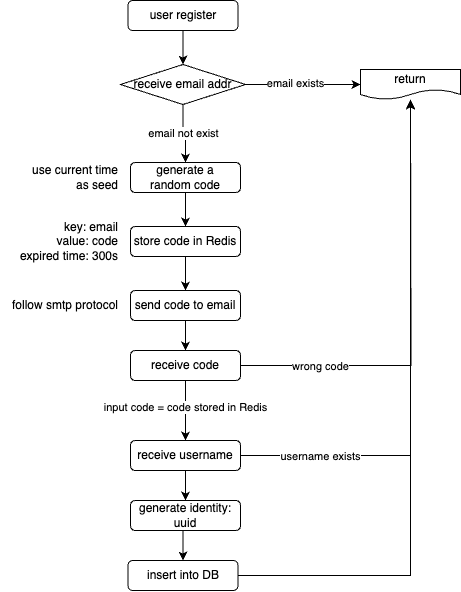 user register
receive email addr
email exists
return
email not exist
use current time
as seed
generate a
random code
key: email
value: code
expired time: 300s
store code in Redis
follow smtp protocol
send code to email
receive code
wrong code
input code = code stored in Redis
receive username
username exists
generate identity:
uuid
insert into DB